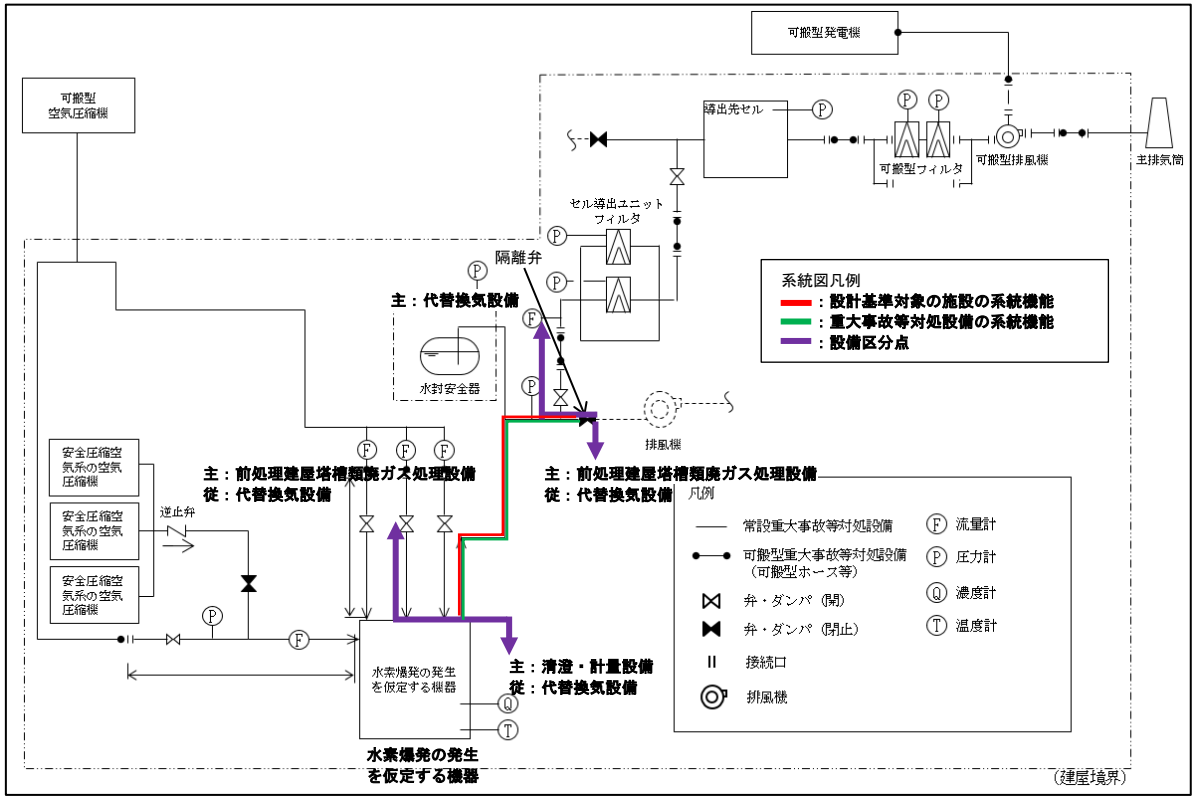 可搬型発電機
可搬型
空気圧縮機
導出先セル
P
P
P
可搬型フィルタ
可搬型排風機
主排気筒
セル導出ユニット
フィルタ
P
P
隔離弁
P
主：代替換気設備
F
水封安全器
P
排風機
系統図凡例
：設計基準対象の施設の系統機能
：重大事故等対処設備の系統機能
：設備区分点
安全圧縮空
気系の空気
圧縮機
安全圧縮空
気系の空気
圧縮機
安全圧縮空
気系の空気
圧縮機
逆止弁
F
F
F
主：前処理建屋塔槽類廃ガス処理設備
従：代替換気設備
主：前処理建屋塔槽類廃ガス処理設備
従：代替換気設備
P
F
水素爆発の発生
を仮定する機器
Q
T
主：清澄・計量設備
従：代替換気設備
水素爆発の発生
を仮定する機器
凡例
常設重大事故等対処設備
可搬型重大事故等対処設備
（可搬型ホース等）
弁・ダンパ（開）
弁・ダンパ（閉止）
接続口
排風機
F 流量計
P 圧力計
Q 濃度計
T 温度計
（建屋境界）